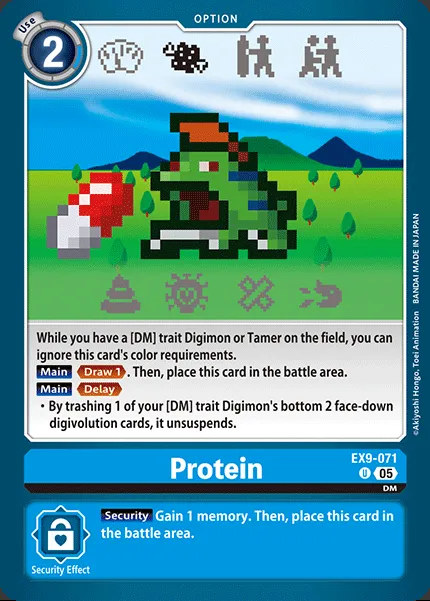 OPTION
Use
2
While you have a [DM] trait Digimon or Tamer on the field, you can
ignore this card's color requirements.
Main Draw 1. Then, place this card in the battle area.
Main Delay
・By trashing 1 of your [DM] trait Digimon's bottom 2 face-down
digivolution cards, it unsuspends.
©Akiyoshi Hongo, Toei Animation BANDAI MADE IN JAPAN
Protein
EX9-071
U 05
DM
Security Gain 1 memory. Then, place this card in
the battle area.
Security Effect